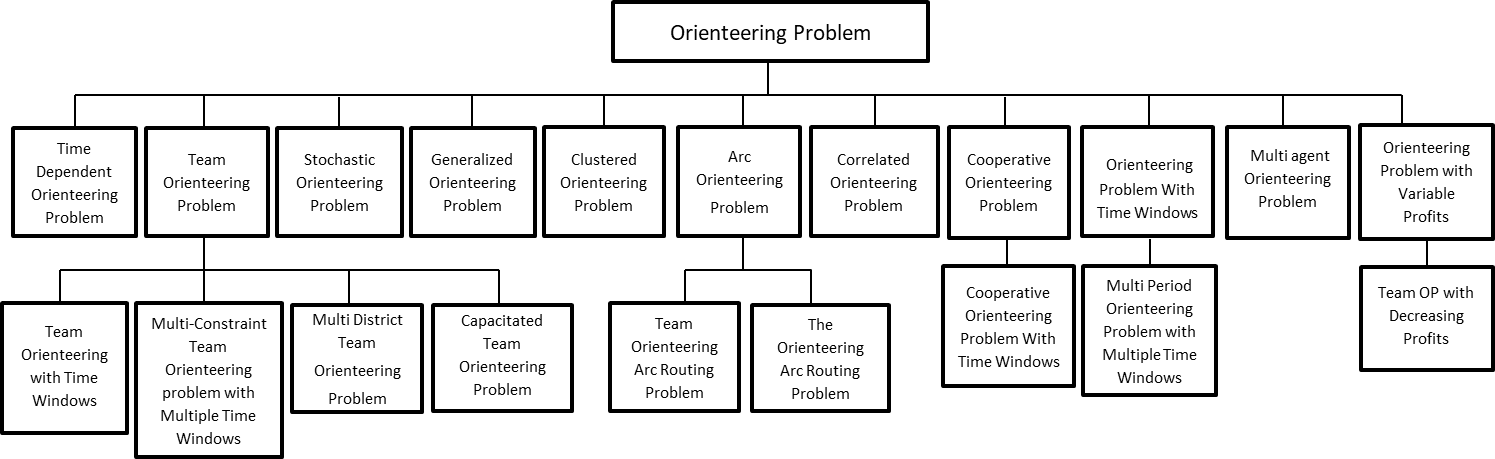 Orienteering Problem
Time
Dependent
Orienteering
Problem
Team
Orienteering
Problem
Stochastic
Orienteering
Problem
Generalized
Orienteering
Problem
Clustered
Orienteering
Problem
Arc
Orienteering
Problem
Correlated
Orienteering
Problem
Cooperative
Orienteering
Problem
Orienteering
Problem With
Time Windows
Multi agent
Orienteering
Problem
Orienteering
Problem with
Variable
Profits
Team
Orienteering
with Time
Windows
Multi-Constraint
Team
Orienteering
problem with
Multiple Time
Windows
Multi District
Team
Orienteering
Problem
Capacitated
Team
Orienteering
Problem
Team
Orienteering
Arc Routing
Problem
The
Orienteering
Arc Routing
Problem
Cooperative
Orienteering
Problem With
Time Windows
Multi Period
Orienteering
Problem with
Multiple Time
Windows
Team OP with
Decreasing
Profits